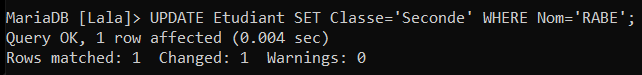 MariaDB [Lala]> UPDATE Etudiant SET Classe='Seconde' WHERE Nom='RABE';
Query OK, 1 row affected (0.004 sec)
Rows matched: 1  Changed: 1  Warnings: 0